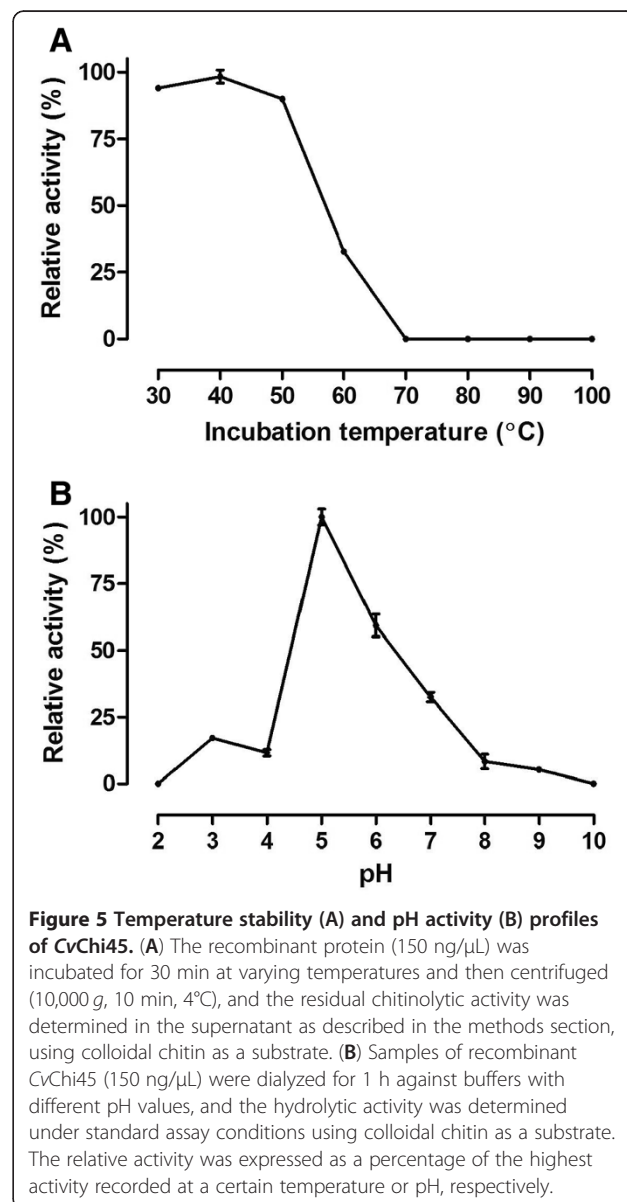 A
Relative activity (%)
100
75
50
25
0
30 40 50 60 70 80 90 100
Incubation temperature (°C)
B
Relative activity (%)
100
75
50
25
0
2 3 4 5 6 7 8 9 10
pH
Figure 5 Temperature stability (A) and pH activity (B) profiles
of CvChi45. (A) The recombinant protein (150 ng/μL) was
incubated for 30 min at varying temperatures and then centrifuged
(10,000 g, 10 min, 4°C), and the residual chitinolytic activity was
determined in the supernatant as described in the methods section,
using colloidal chitin as a substrate. (B) Samples of recombinant
CvChi45 (150 ng/μL) were dialyzed for 1 h against buffers with
different pH values, and the hydrolytic activity was determined
under standard assay conditions using colloidal chitin as a substrate.
The relative activity was expressed as a percentage of the highest
activity recorded at a certain temperature or pH, respectively.